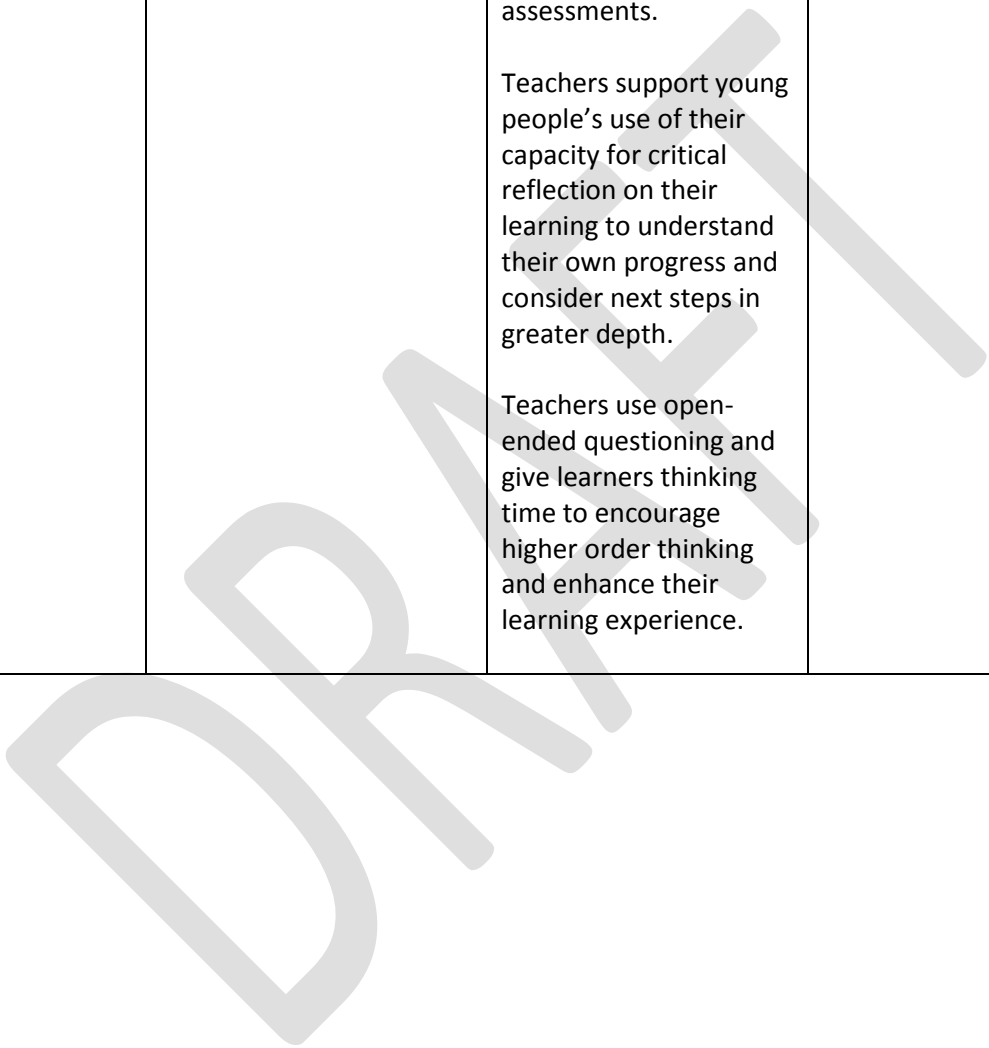 assessments.
Teachers support young
people’s use of their
capacity for critical
reflection on their
learning to understand
their own progress and
consider next steps in
greater depth.
Teachers use open-
ended questioning and
give learners thinking
time to encourage
higher order thinking
and enhance their
learning experience.
DRAFT